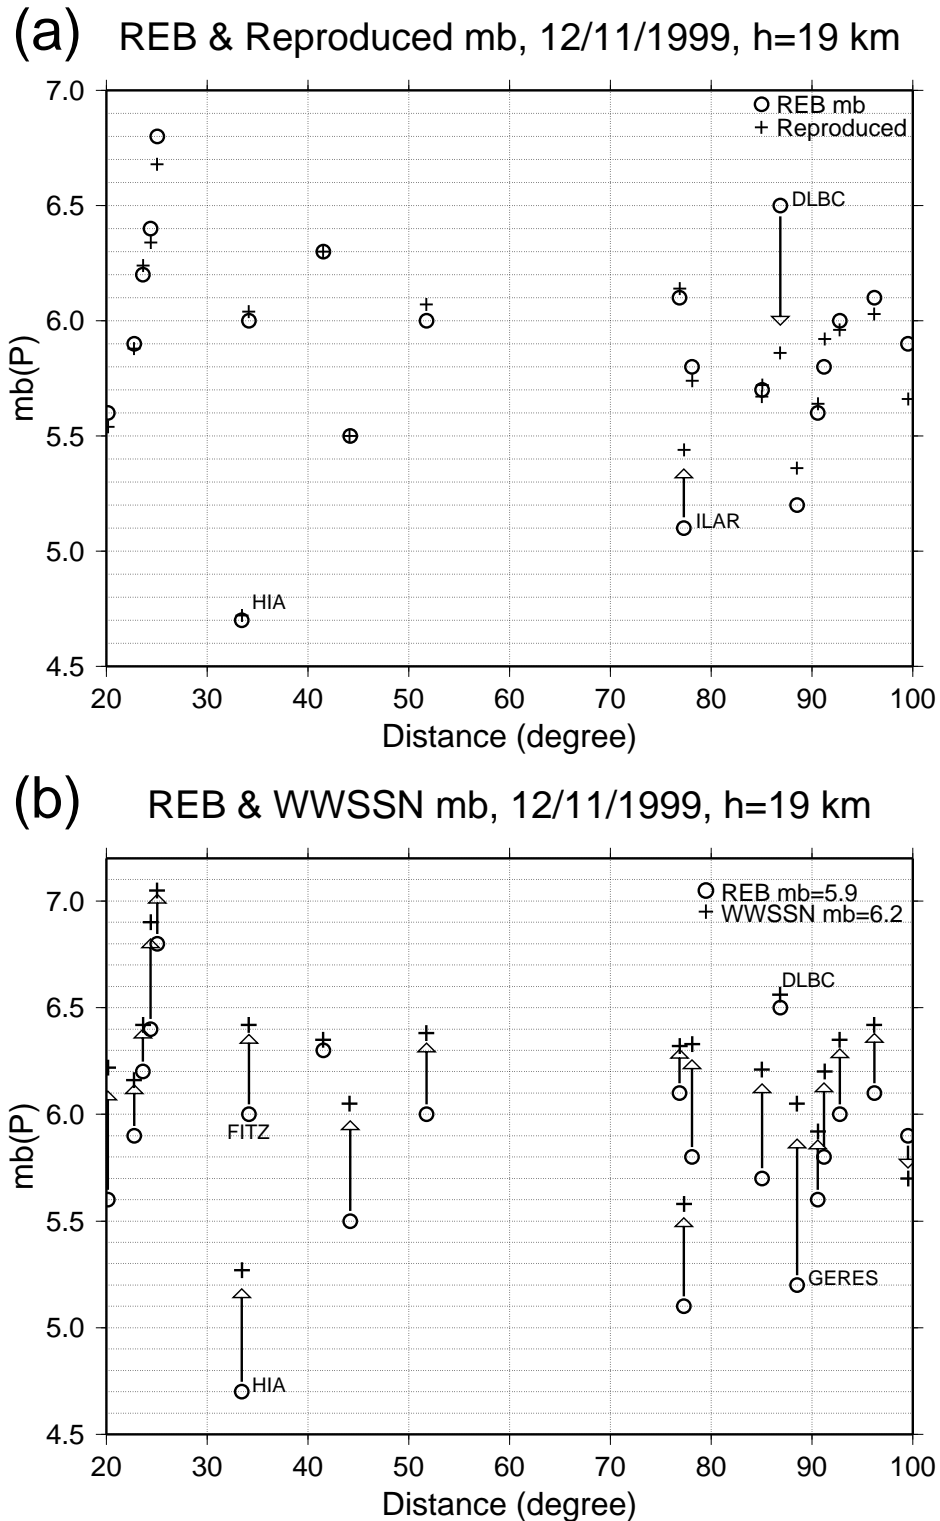 (a) REB & Reproduced mb, 12/11/1999, h=19 km
7.0
6.5
6.0
5.5
5.0
4.5
mb(P)
REB mb
Reproduced
DLBC
ILAR
HIA
20 30 40 50 60 70 80 90 100
Distance (degree)
(b) REB & WWSSN mb, 12/11/1999, h=19 km
7.0
6.5
6.0
5.5
5.0
4.5
mb(P)
REB mb=5.9
WWSSN mb=6.2
DLBC
FITZ
GERES
HIA
20 30 40 50 60 70 80 90 100
Distance (degree)